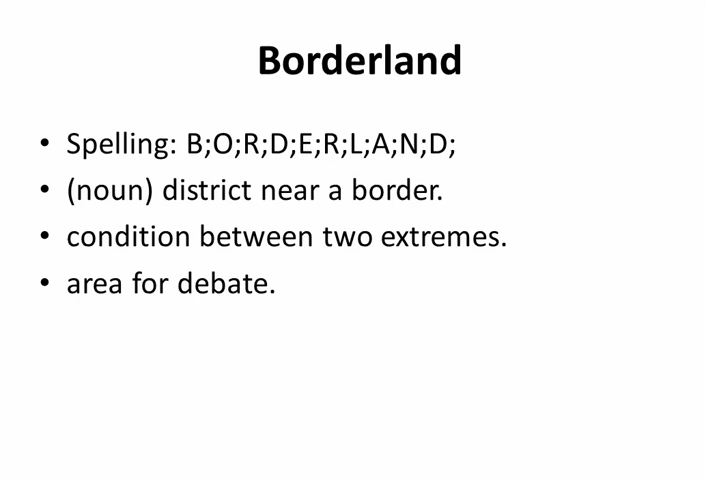 Borderland
• Spelling: B;O;R;D;E;R;L;A;N;D;
• (noun) district near a border.
• condition between two extremes.
• area for debate.